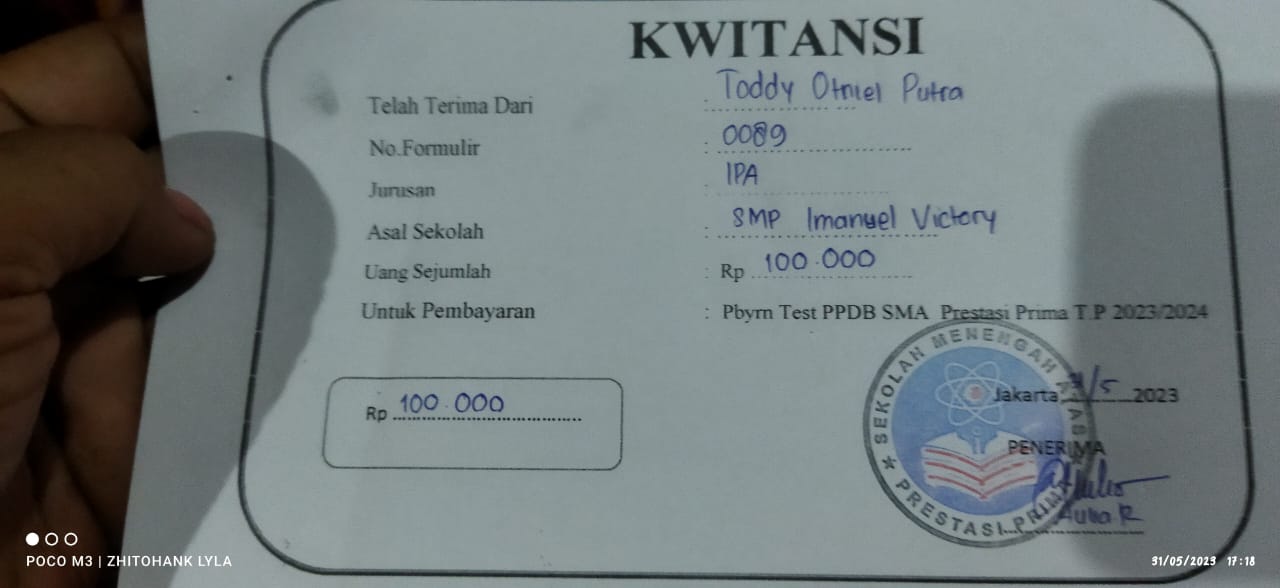 KWITANSI
Telah Terima Dari : Toddy Otniel Putra
No.Formulir : 0089
Jurusan : IPA
Asal Sekolah : SMP Imanuel Victory
Uang Sejumlah : Rp 100.000
Untuk Pembayaran : Pbyrn Test PPDB SMA Prestasi Prima T.P 2023/2024
SEKOLAH MENENGAH ATAS
Jakarta, /5 2023
Rp 100.000
PENERIMA
★ PRESTASI PRIMA
Aulia R
POCO M3 | ZHITOHANK LYLA
31/05/2023 17:18